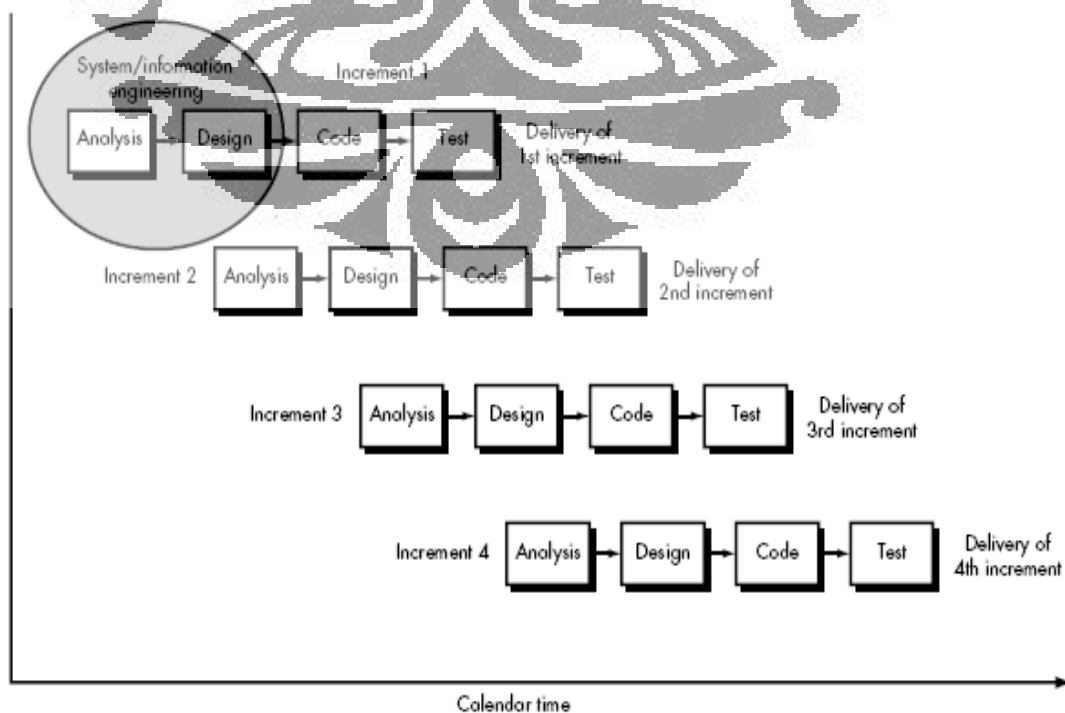 System/information
engineering
Increment 1
Analysis
Design
Code
Test
Delivery of
1st increment
Increment 2
Analysis
Design
Code
Test
Delivery of
2nd increment
Increment 3
Analysis
Design
Code
Test
Delivery of
3rd increment
Increment 4
Analysis
Design
Code
Test
Delivery of
4th increment
Calendar time